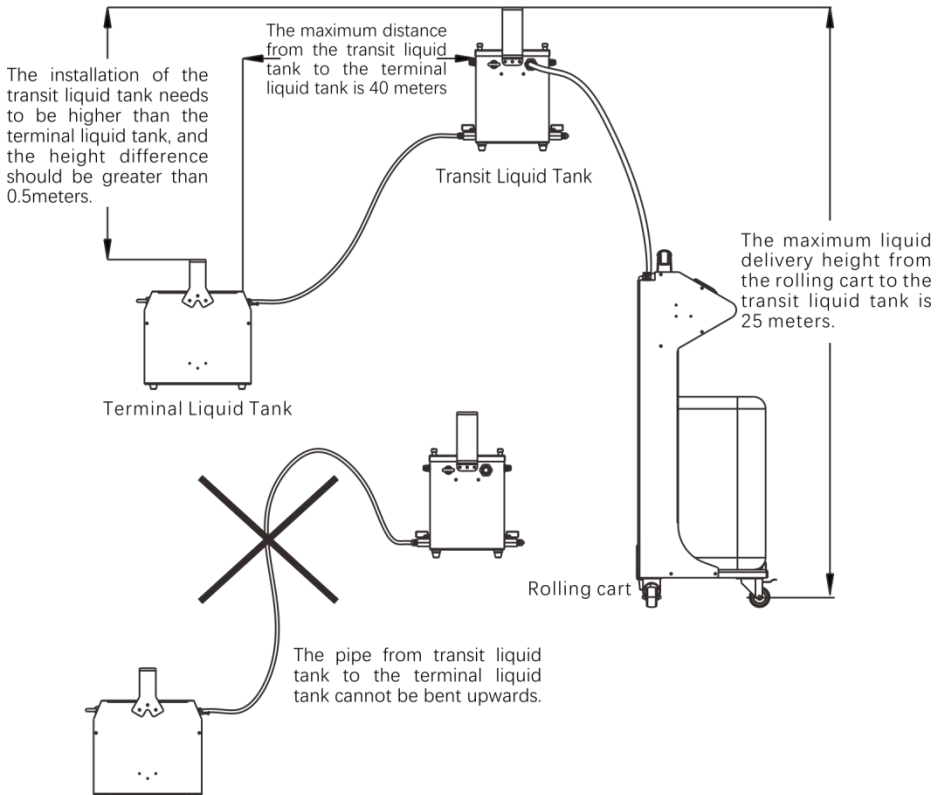 The maximum distance
from the transit liquid
tank to the terminal
liquid tank is 40 meters
The installation of the
transit liquid tank needs
to be higher than the
terminal liquid tank, and
the height difference
should be greater than
0.5meters.
Transit Liquid Tank
The maximum liquid
delivery height from
the rolling cart to the
transit liquid tank is
25 meters.
Terminal Liquid Tank
Rolling cart
The pipe from transit liquid
tank to the terminal liquid
tank cannot be bent upwards.